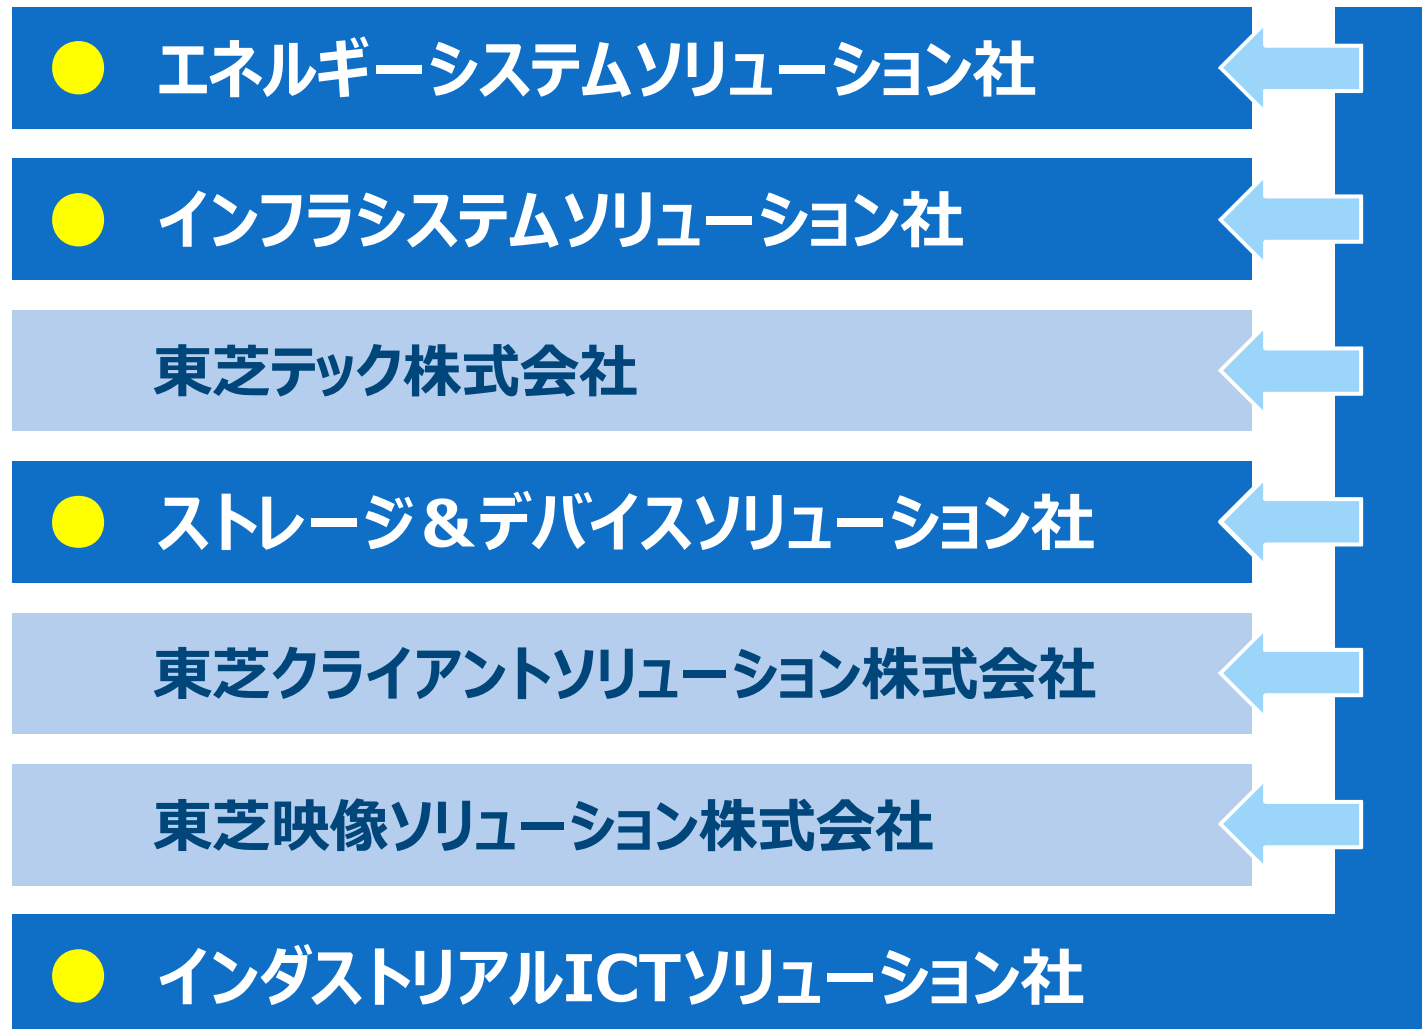 エネルギーシステムソリューション社
インフラシステムソリューション社
東芝テック株式会社
ストレージ＆デバイスソリューション社
東芝クライアントソリューション株式会社
東芝映像ソリューション株式会社
インダストリアルICTソリューション社